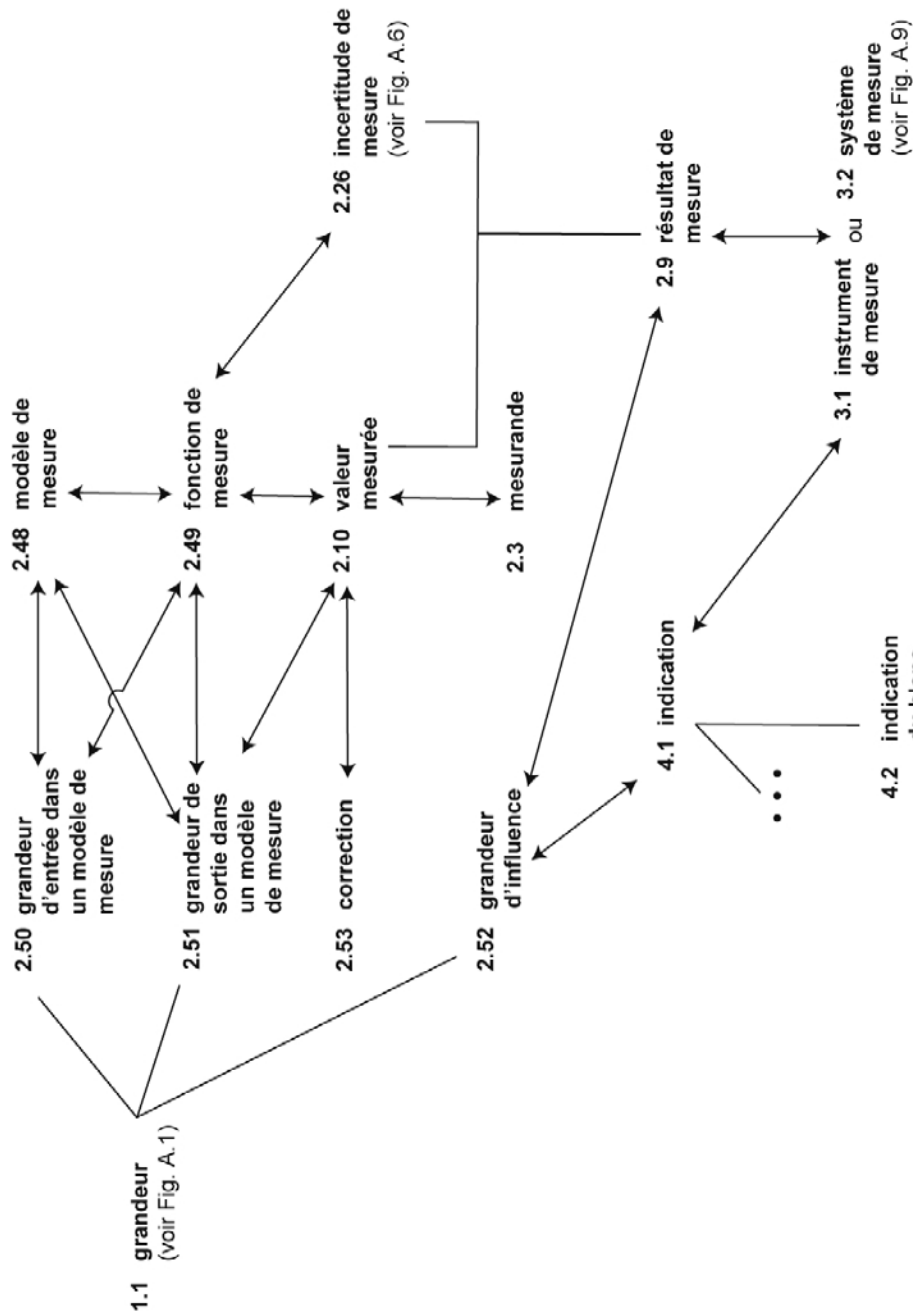 1.1 grandeur
(voir Fig. A.1)
2.50 grandeur
d'entrée dans
un modèle de
mesure
2.48 modèle de
mesure
2.51 grandeur de
sortie dans
un modèle
de mesure
2.49 fonction de
mesure
2.26 incertitude de
mesure
(voir Fig. A.6)
2.53 correction
2.10 valeur
mesurée
2.52 grandeur
d'influence
2.3 mesurande
2.9 résultat de
mesure
4.1 indication
3.1 instrument
de mesure
ou
3.2 système
de mesure
(voir Fig. A.9)
4.2 indication